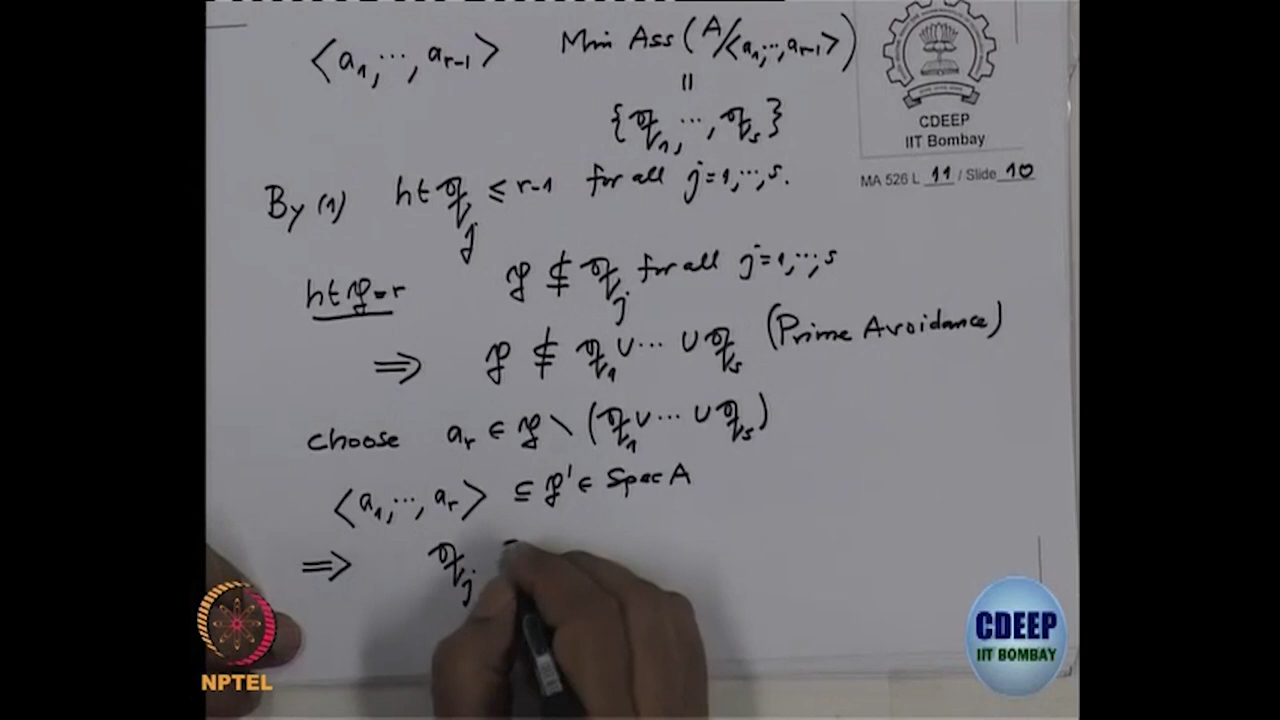 <a₁,⋯,aᵣ₋₁> Min Ass (A/<a₁,⋯,aᵣ₋₁>)
=
{𝔮₁,⋯,𝔮ₛ}
CDEEP
IIT Bombay
MA 526 L 11 / Slide 10
By (1) ht 𝔮ⱼ ≤ r-1 for all j=1,⋯,s.
ht 𝔭=r 𝔭 ⊈ 𝔮ⱼ for all j=1,⋯,s
⇒ 𝔭 ⊈ 𝔮₁∪⋯∪𝔮ₛ (Prime Avoidance)
choose aᵣ ∈ 𝔭 \ (𝔮₁∪⋯∪𝔮ₛ)
<a₁,⋯,aᵣ> ⊆ 𝔭' ∈ Spec A
⇒ 𝔮ⱼ
NPTEL
CDEEP
IIT BOMBAY